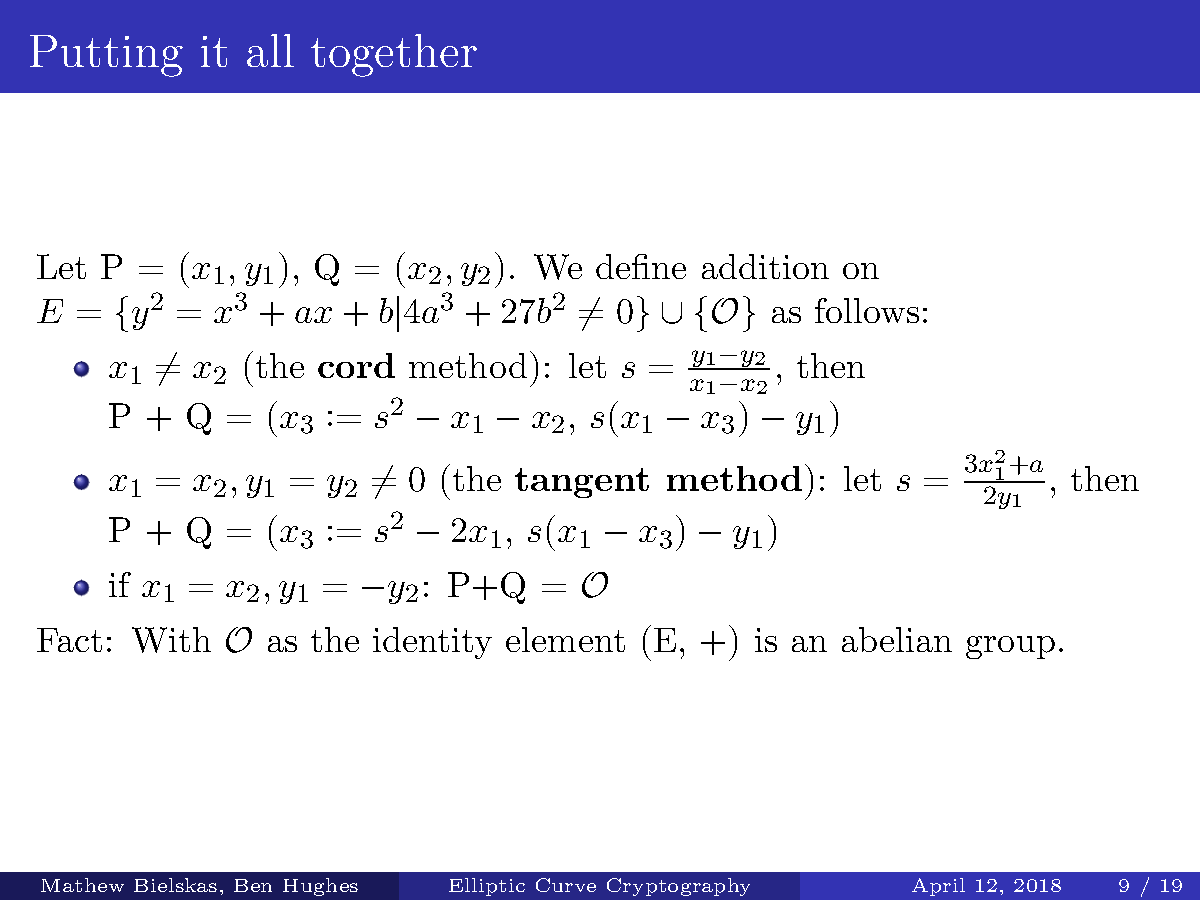 Putting it all together
Let P = (x₁, y₁), Q = (x₂, y₂). We define addition on
E = {y² = x³ + ax + b|4a³ + 27b² ≠ 0} ∪ {𝒪} as follows:
• x₁ ≠ x₂ (the cord method): let s = \frac{y₁−y₂}{x₁−x₂}, then
P + Q = (x₃ := s² − x₁ − x₂, s(x₁ − x₃) − y₁)
• x₁ = x₂, y₁ = y₂ ≠ 0 (the tangent method): let s = \frac{3x₁²+a}{2y₁}, then
P + Q = (x₃ := s² − 2x₁, s(x₁ − x₃) − y₁)
• if x₁ = x₂, y₁ = −y₂: P+Q = 𝒪
Fact: With 𝒪 as the identity element (E, +) is an abelian group.
Mathew Bielskas, Ben Hughes Elliptic Curve Cryptography April 12, 2018 9 / 19